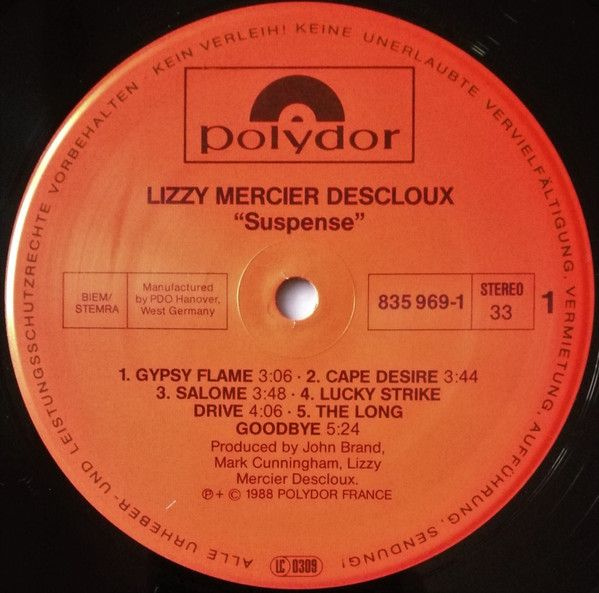 polydor
LIZZY MERCIER DESCLOUX
“Suspense”
BIEM/
STEMRA
Manufactured
by PDO Hanover,
West Germany
835 969-1
STEREO
33
1
1. GYPSY FLAME 3:06 · 2. CAPE DESIRE 3:44
3. SALOME 3:48 · 4. LUCKY STRIKE
DRIVE 4:06 · 5. THE LONG
GOODBYE 5:24
Produced by John Brand,
Mark Cunningham, Lizzy
Mercier Descloux.
℗ + © 1988 POLYDOR FRANCE
LC 0309
ALLE URHEBER- UND LEISTUNGSSCHUTZRECHTE VORBEHALTEN · KEIN VERLEIH! KEINE UNERLAUBTE VERVIELFÄLTIGUNG, VERMIETUNG, AUFFÜHRUNG, SENDUNG!